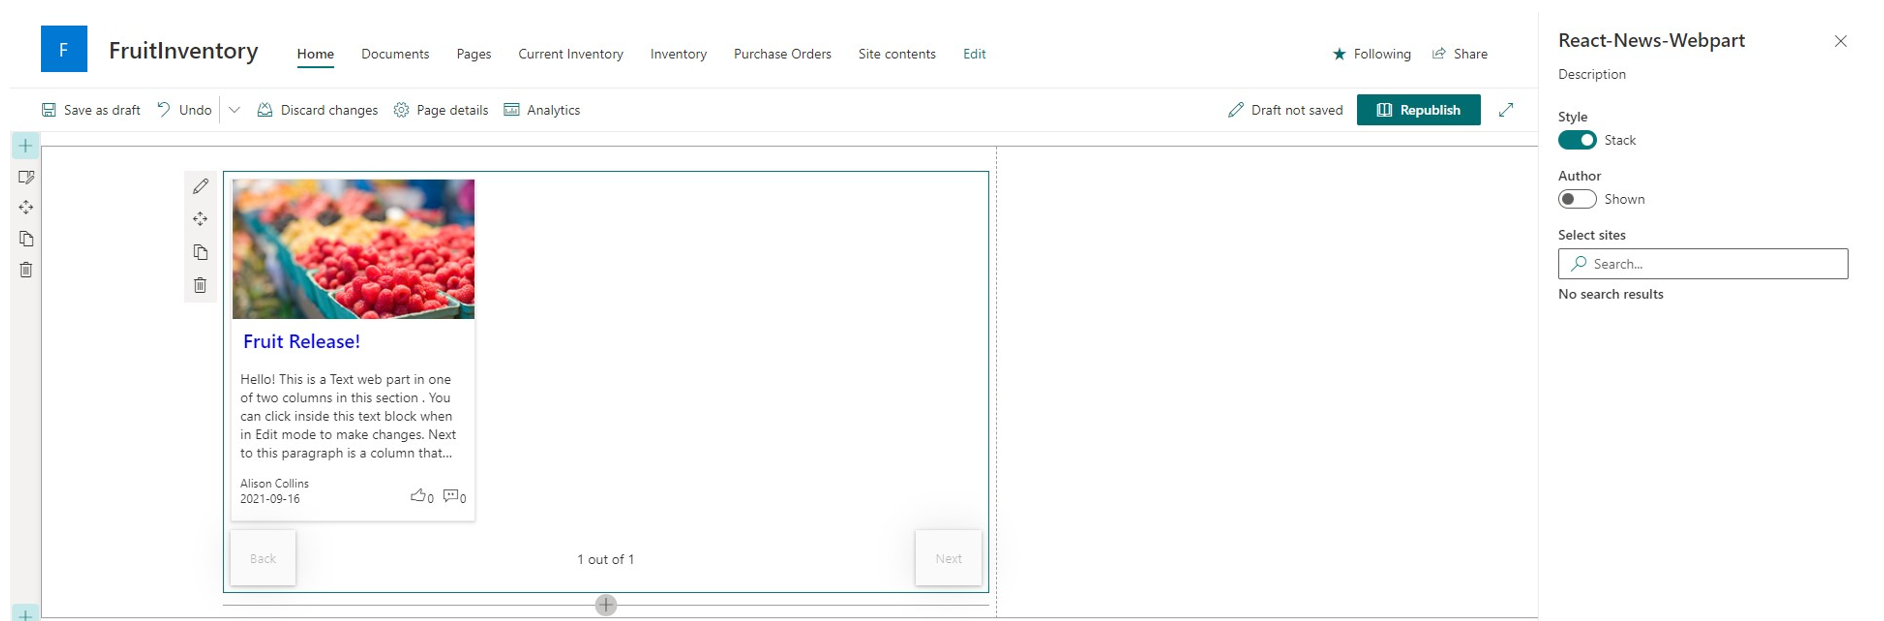 F FruitInventory Home Documents Pages Current Inventory Inventory Purchase Orders Site contents Edit Following Share
Save as draft Undo Discard changes Page details Analytics Draft not saved Republish
Fruit Release!
Hello! This is a Text web part in one
of two columns in this section . You
can click inside this text block when
in Edit mode to make changes. Next
to this paragraph is a column that...
Alison Collins
2021-09-16 0 0
Back 1 out of 1 Next
React-News-Webpart
Description
Style
Stack
Author
Shown
Select sites
Search...
No search results